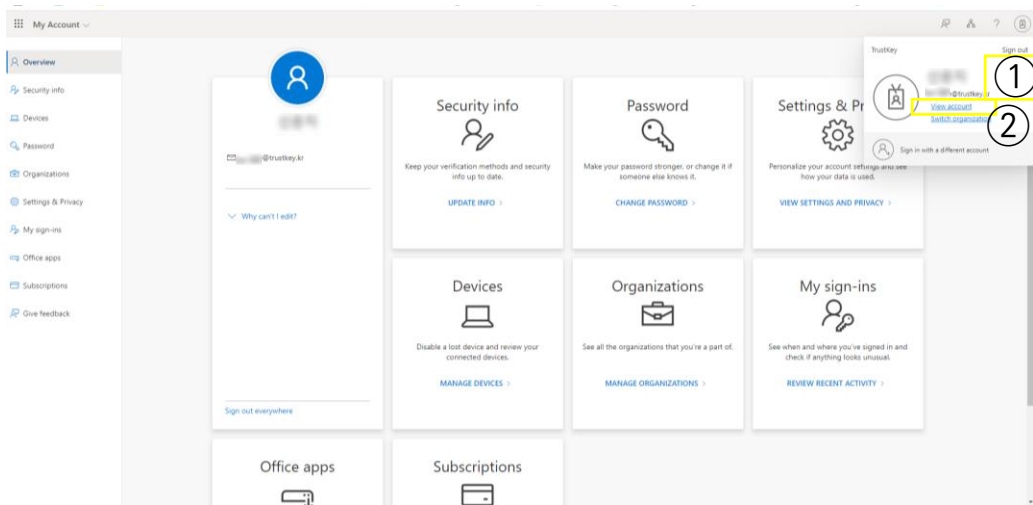 My Account
?
TrustKey
Sign out
①
@trustkey.kr
View account
Switch organization
②
Sign in with a different account
Overview
Security info
Devices
Password
Organizations
Settings & Privacy
My sign-ins
Office apps
Subscriptions
Give feedback
@trustkey.kr
Why can't I edit?
Sign out everywhere
Security info
Keep your verification methods and security
info up to date.
UPDATE INFO >
Password
Make your password stronger, or change it if
someone else knows it.
CHANGE PASSWORD >
Settings & Pr
Personalize your account settings and see
how your data is used.
VIEW SETTINGS AND PRIVACY >
Devices
Disable a lost device and review your
connected devices.
MANAGE DEVICES >
Organizations
See all the organizations that you're a part of.
MANAGE ORGANIZATIONS >
My sign-ins
See when and where you've signed in and
check if anything looks unusual.
REVIEW RECENT ACTIVITY >
Office apps
Subscriptions